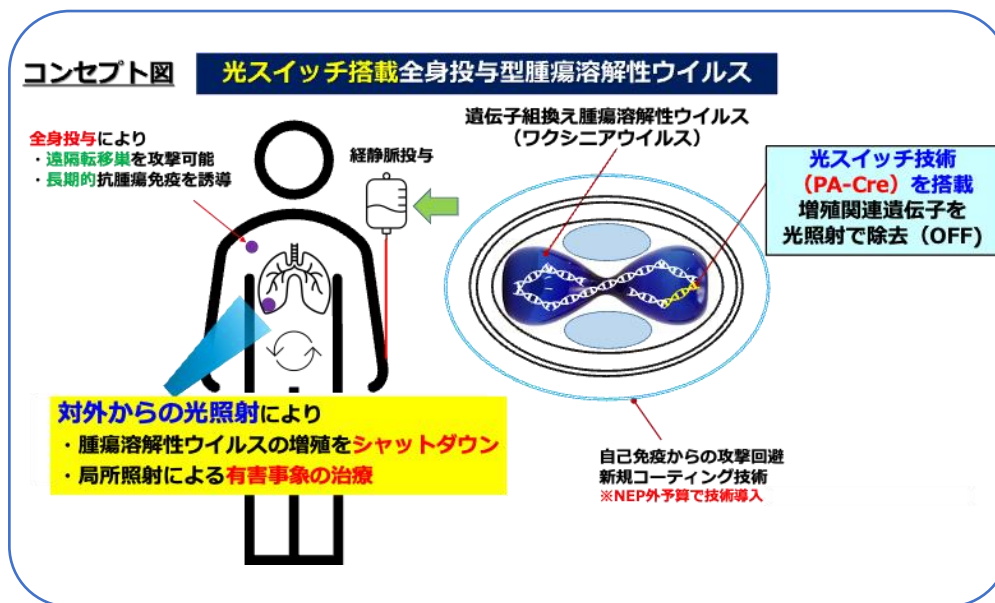 コンセプト図
光スイッチ搭載全身投与型腫瘍溶解性ウイルス
全身投与により
・遠隔転移巣を攻撃可能
・長期的抗腫瘍免疫を誘導
経静脈投与
遺伝子組換え腫瘍溶解性ウイルス
（ワクシニアウイルス）
光スイッチ技術
（PA-Cre）を搭載
増殖関連遺伝子を
光照射で除去（OFF)
対外からの光照射により
・腫瘍溶解性ウイルスの増殖をシャットダウン
・局所照射による有害事象の治療
自己免疫からの攻撃回避
新規コーティング技術
※NEP外予算で技術導入